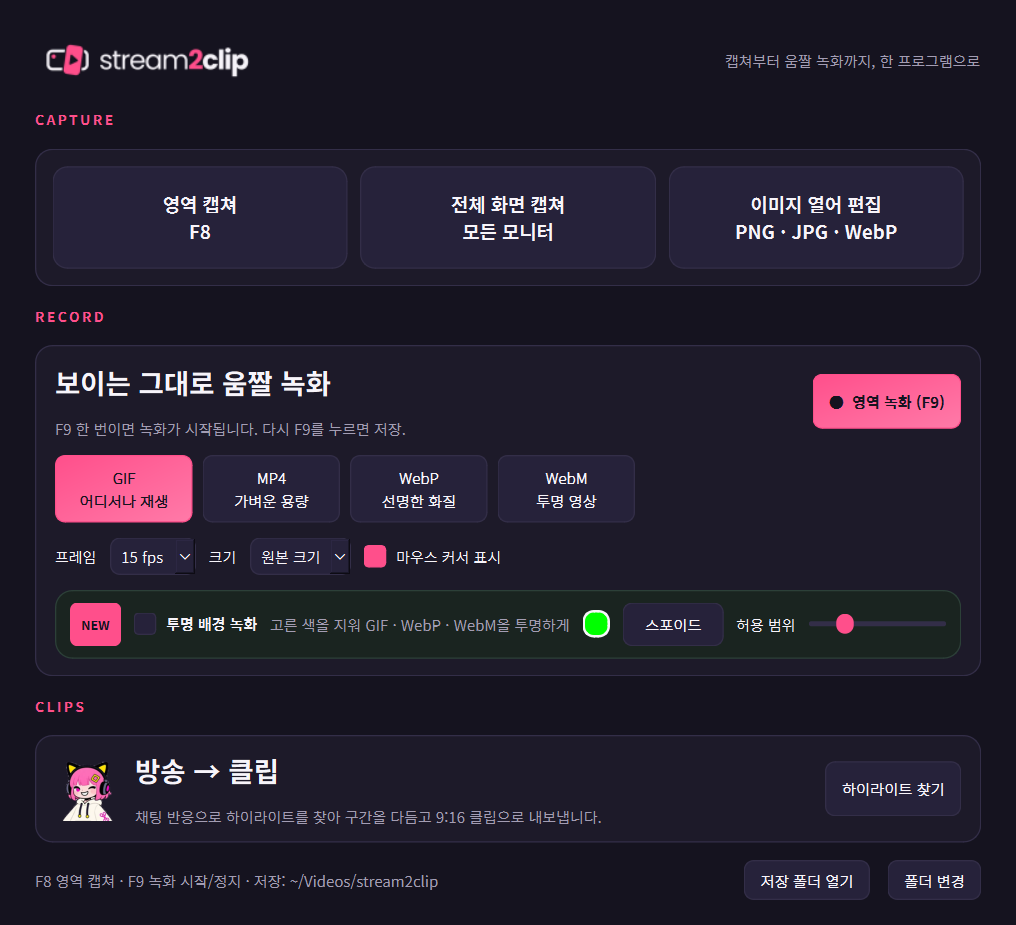 stream2clip
캡쳐부터 움짤 녹화까지, 한 프로그램으로
CAPTURE
영역 캡쳐
F8
전체 화면 캡쳐
모든 모니터
이미지 열어 편집
PNG · JPG · WebP
RECORD
보이는 그대로 움짤 녹화
F9 한 번이면 녹화가 시작됩니다. 다시 F9를 누르면 저장.
● 영역 녹화 (F9)
GIF
어디서나 재생
MP4
가벼운 용량
WebP
선명한 화질
WebM
투명 영상
프레임 15 fps 크기 원본 크기 마우스 커서 표시
NEW 투명 배경 녹화 고른 색을 지워 GIF · WebP · WebM을 투명하게 스포이드 허용 범위
CLIPS
방송 → 클립
채팅 반응으로 하이라이트를 찾아 구간을 다듬고 9:16 클립으로 내보냅니다.
하이라이트 찾기
F8 영역 캡쳐 · F9 녹화 시작/정지 · 저장: ~/Videos/stream2clip
저장 폴더 열기
폴더 변경